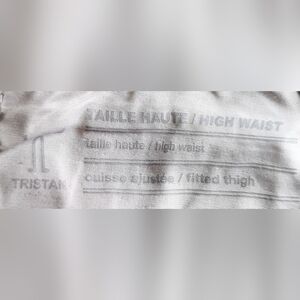 TAILLE HAUTE / HIGH WAIST
taille haute / high waist
TRISTAN
cuisse ajustée / fitted thigh